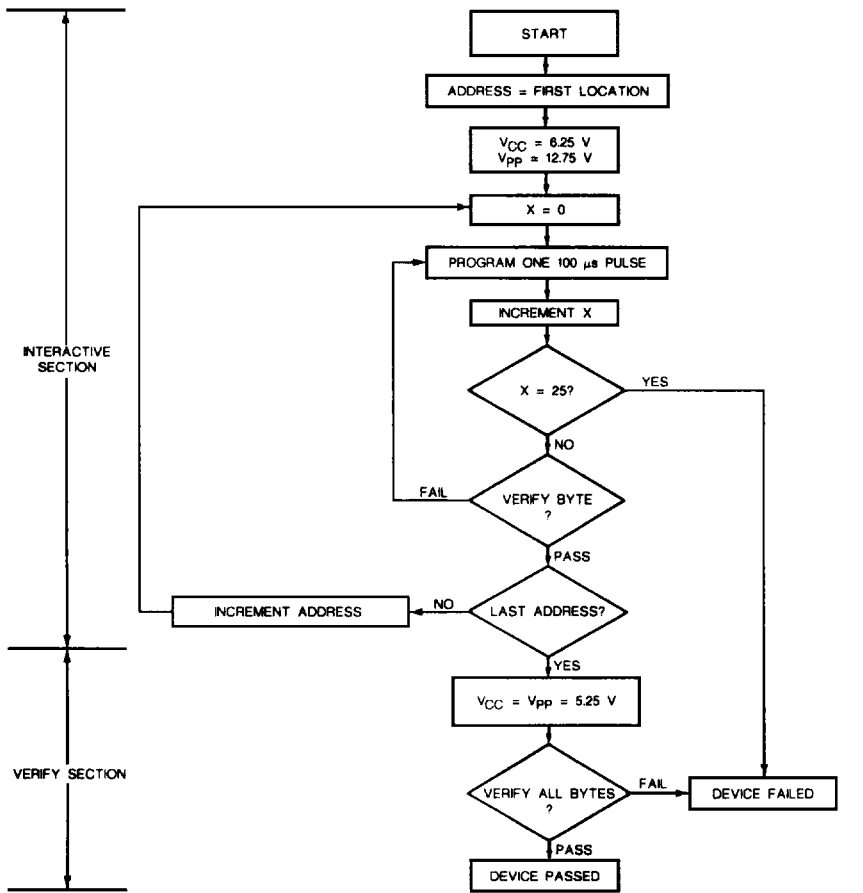 START
ADDRESS = FIRST LOCATION
VCC = 6.25 V
VPP = 12.75 V
X = 0
PROGRAM ONE 100 µs PULSE
INCREMENT X
INTERACTIVE
SECTION
X = 25?
YES
NO
FAIL
VERIFY BYTE
?
PASS
INCREMENT ADDRESS
NO
LAST ADDRESS?
YES
VCC = VPP = 5.25 V
VERIFY SECTION
VERIFY ALL BYTES
?
FAIL
DEVICE FAILED
PASS
DEVICE PASSED